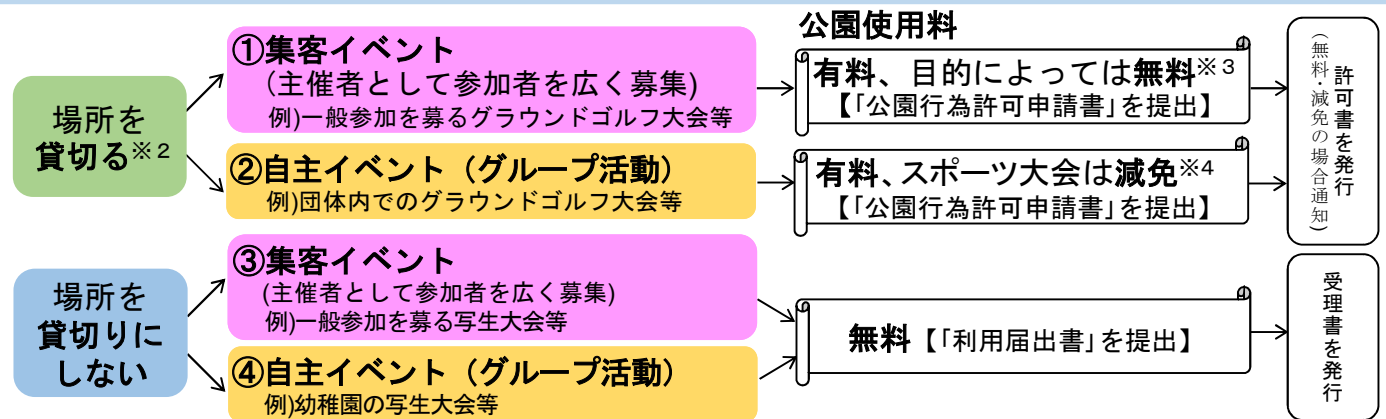 公園使用料
場所を
貸切る※2
①集客イベント
(主催者として参加者を広く募集)
例)一般参加を募るグラウンドゴルフ大会等
有料、目的によっては無料※3
【「公園行為許可申請書」を提出】
②自主イベント（グループ活動）
例)団体内でのグラウンドゴルフ大会等
有料、スポーツ大会は減免※4
【「公園行為許可申請書」を提出】
許可書を発行
(無料・減免の場合通知)
場所を
貸切りに
しない
③集客イベント
(主催者として参加者を広く募集)
例)一般参加を募る写生大会等
④自主イベント（グループ活動）
例)幼稚園の写生大会等
無料【「利用届出書」を提出】
受理書を発行